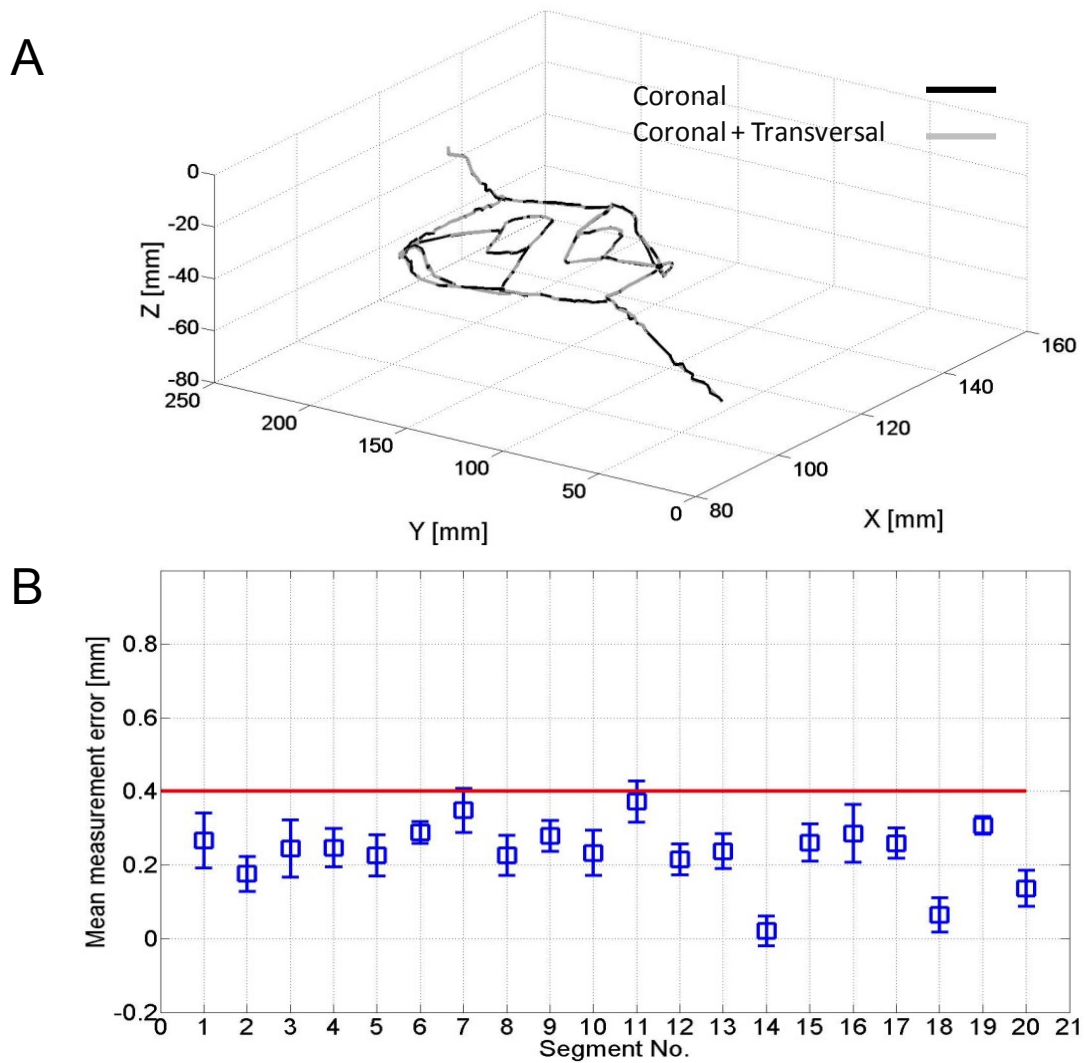 A
Coronal
Coronal + Transversal
Z [mm]
0
-20
-40
-60
-80
250
200
150
100
50
0
Y [mm]
80
100
120
140
160
X [mm]
B
Mean measurement error [mm]
0.8
0.6
0.4
0.2
0
-0.2
0 1 2 3 4 5 6 7 8 9 10 11 12 13 14 15 16 17 18 19 20 21
Segment No.